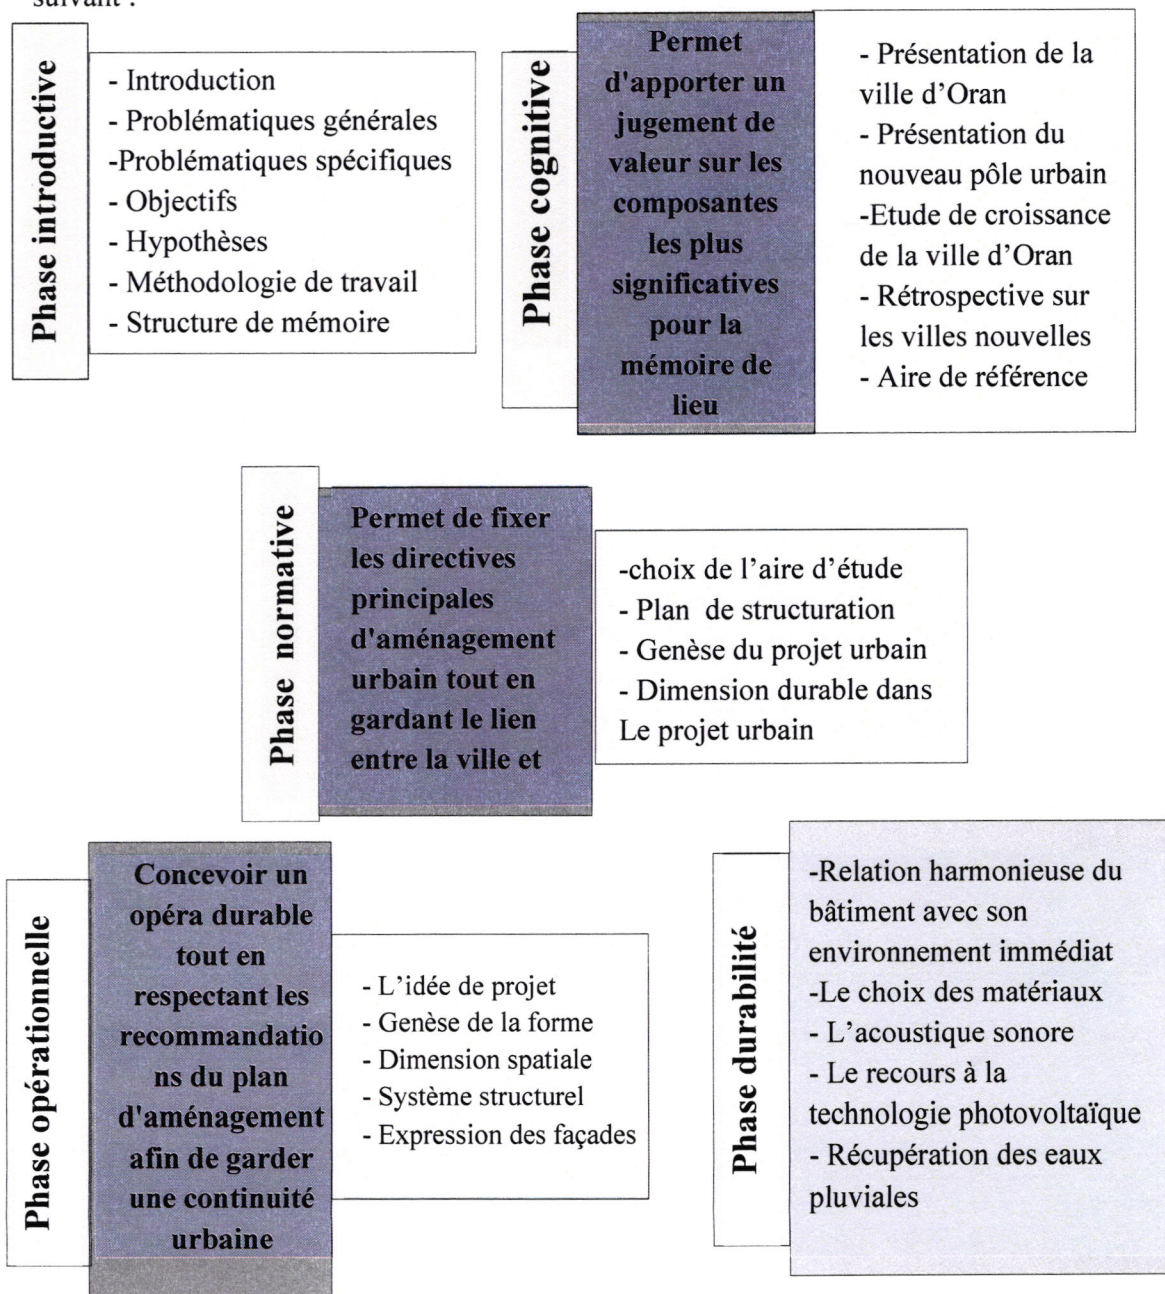 suivant :
Phase introductive
- Introduction
- Problématiques générales
-Problématiques spécifiques
- Objectifs
- Hypothèses
- Méthodologie de travail
- Structure de mémoire
Phase cognitive
Permet
d'apporter un
jugement de
valeur sur les
composantes
les plus
significatives
pour la
mémoire de
lieu
- Présentation de la
ville d’Oran
- Présentation du
nouveau pôle urbain
-Etude de croissance
de la ville d’Oran
- Rétrospective sur
les villes nouvelles
- Aire de référence
Phase normative
Permet de fixer
les directives
principales
d'aménagement
urbain tout en
gardant le lien
entre la ville et
-choix de l’aire d’étude
- Plan de structuration
- Genèse du projet urbain
- Dimension durable dans
Le projet urbain
Phase opérationnelle
Concevoir un
opéra durable
tout en
respectant les
recommandatio
ns du plan
d'aménagement
afin de garder
une continuité
urbaine
- L’idée de projet
- Genèse de la forme
- Dimension spatiale
- Système structurel
- Expression des façades
Phase durabilité
-Relation harmonieuse du
bâtiment avec son
environnement immédiat
-Le choix des matériaux
- L’acoustique sonore
- Le recours à la
technologie photovoltaïque
- Récupération des eaux
pluviales